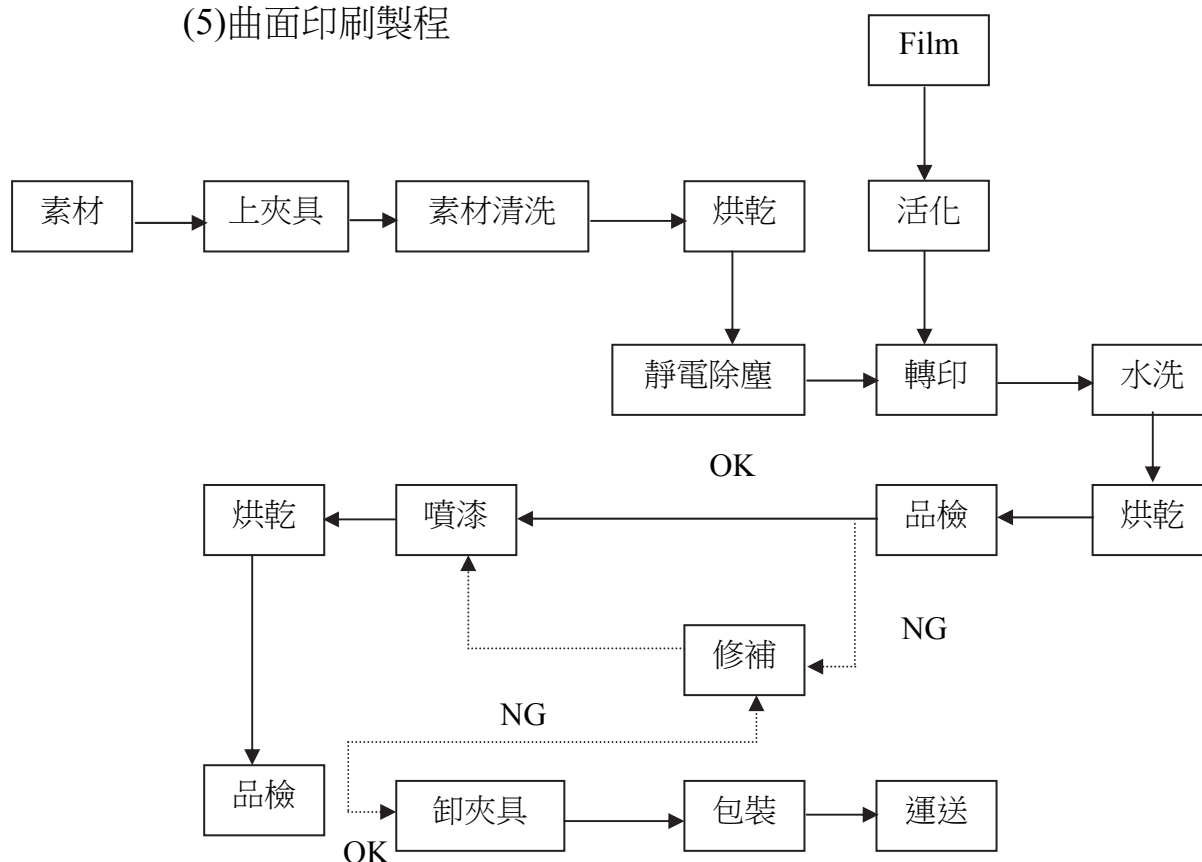 (5)曲面印刷製程
Film
素材
上夾具
素材清洗
烘乾
活化
靜電除塵
轉印
水洗
OK
烘乾
噴漆
品檢
烘乾
NG
修補
NG
品檢
卸夾具
包裝
運送
OK